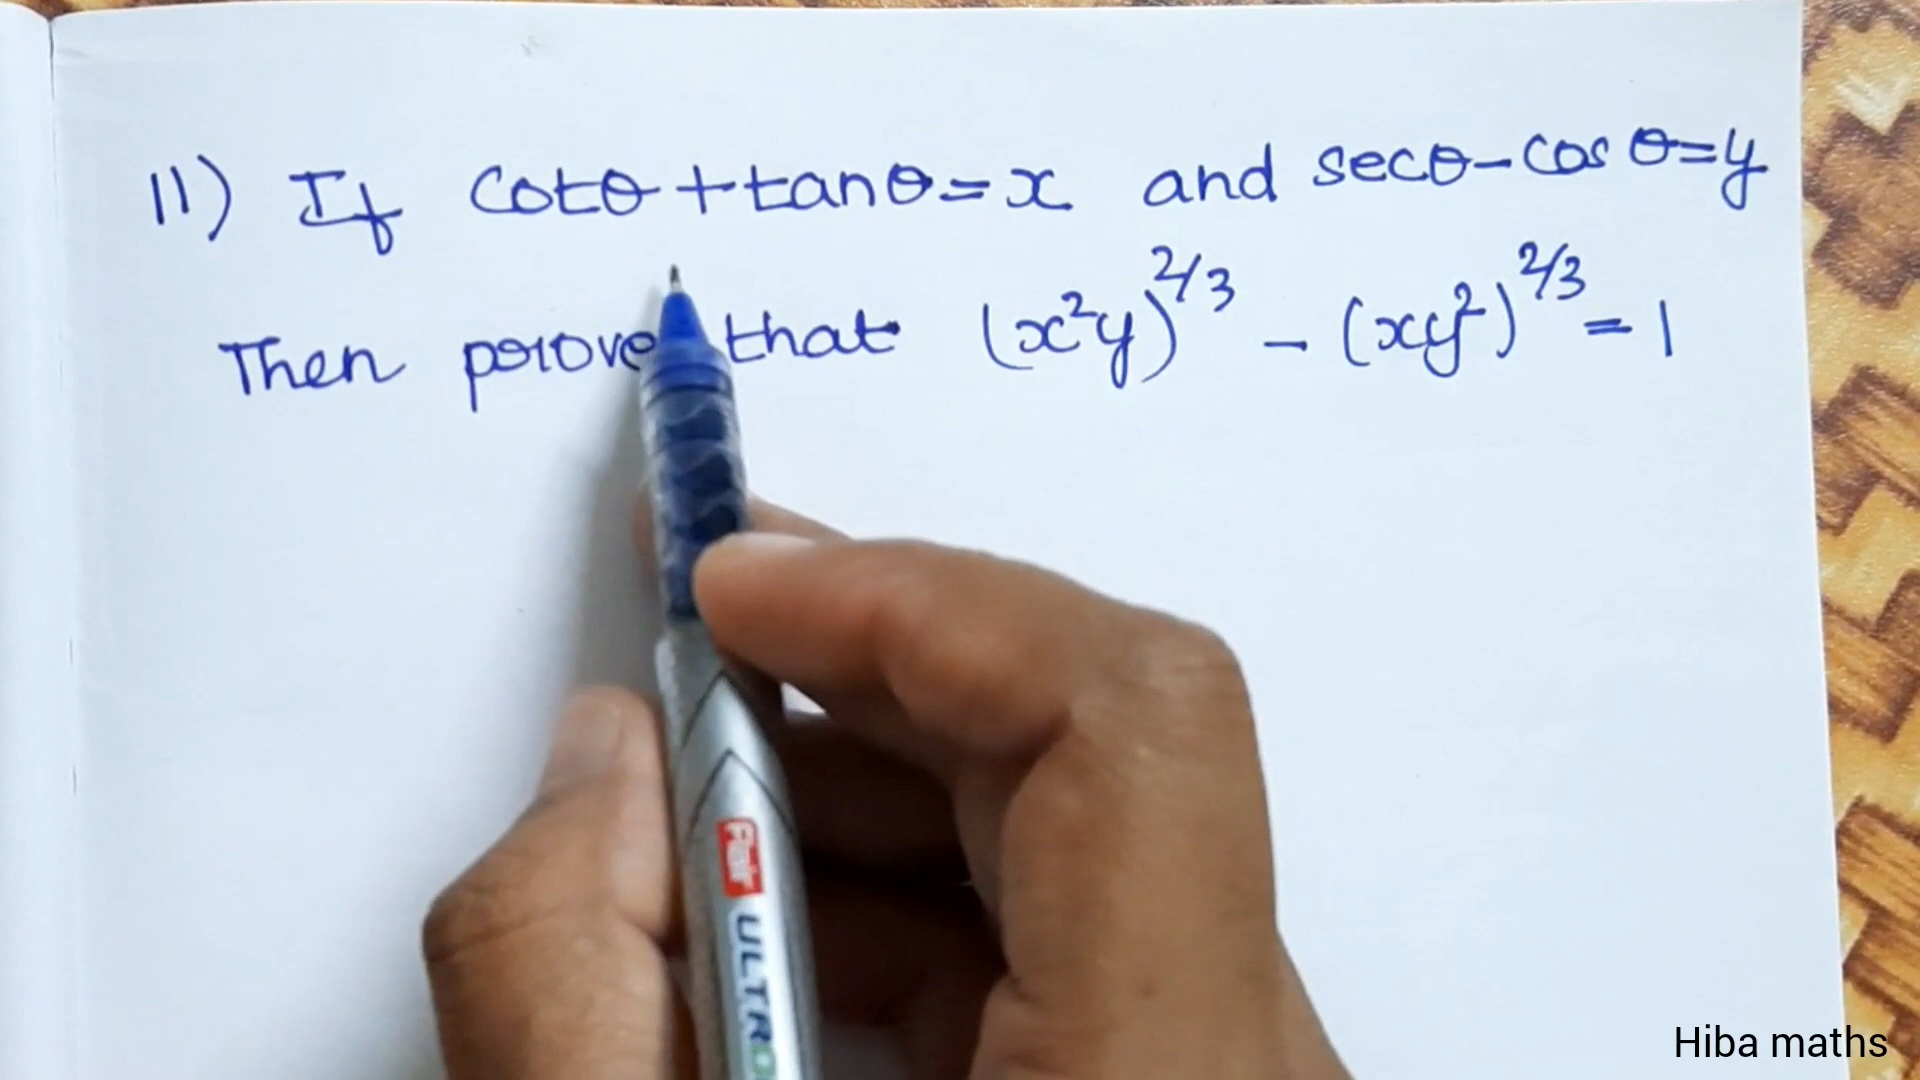 11) If cotθ + tanθ = x and secθ - cosθ = y
Then prove that (x²y)^2/3 - (xy²)^2/3 = 1
Flair
ULTRO
Hiba maths